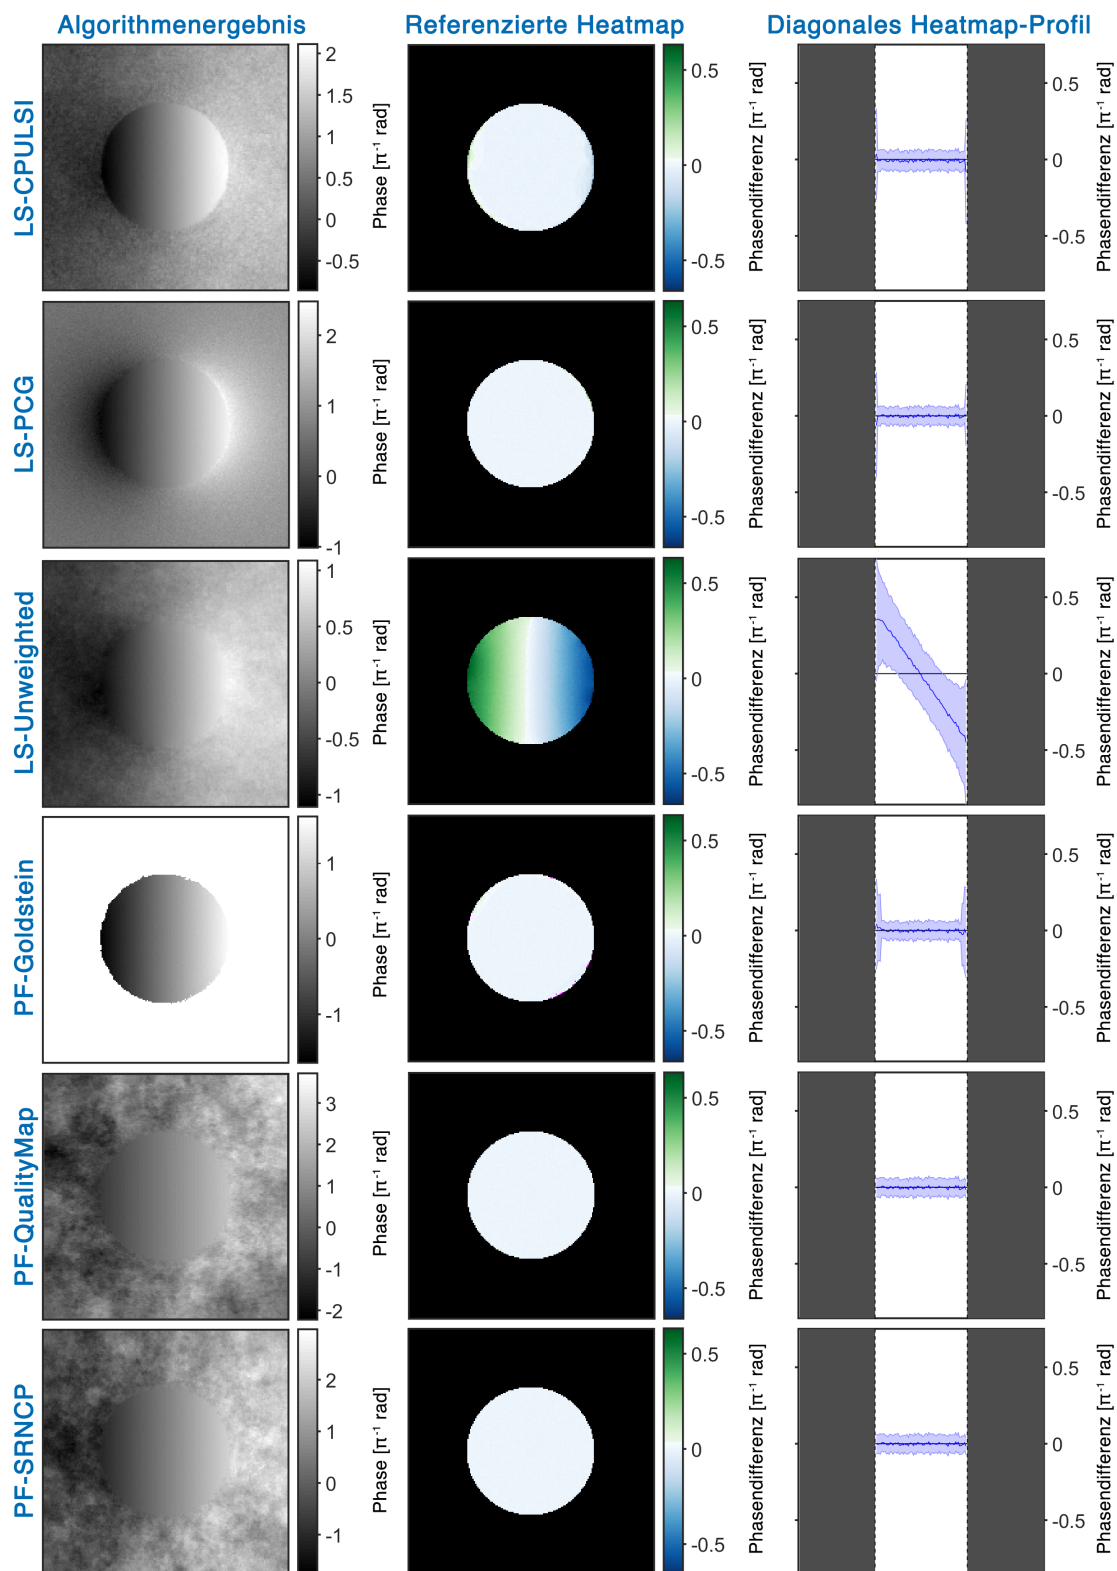 Algorithmenergebnis
Referenzierte Heatmap
Diagonales Heatmap-Profil
LS-CPULSI
2
1.5
1
0.5
0
-0.5
Phase [π⁻¹ rad]
0.5
0
-0.5
Phasendifferenz [π⁻¹ rad]
0.5
0
-0.5
Phasendifferenz [π⁻¹ rad]
LS-PCG
2
1
0
-1
Phase [π⁻¹ rad]
0.5
0
-0.5
Phasendifferenz [π⁻¹ rad]
0.5
0
-0.5
Phasendifferenz [π⁻¹ rad]
LS-Unweighted
1
0.5
0
-0.5
-1
Phase [π⁻¹ rad]
0.5
0
-0.5
Phasendifferenz [π⁻¹ rad]
0.5
0
-0.5
Phasendifferenz [π⁻¹ rad]
PF-Goldstein
1
0
-1
Phase [π⁻¹ rad]
0.5
0
-0.5
Phasendifferenz [π⁻¹ rad]
0.5
0
-0.5
Phasendifferenz [π⁻¹ rad]
PF-QualityMap
3
2
1
0
-1
-2
Phase [π⁻¹ rad]
0.5
0
-0.5
Phasendifferenz [π⁻¹ rad]
0.5
0
-0.5
Phasendifferenz [π⁻¹ rad]
PF-SRNCP
2
1
0
-1
Phase [π⁻¹ rad]
0.5
0
-0.5
Phasendifferenz [π⁻¹ rad]
0.5
0
-0.5
Phasendifferenz [π⁻¹ rad]